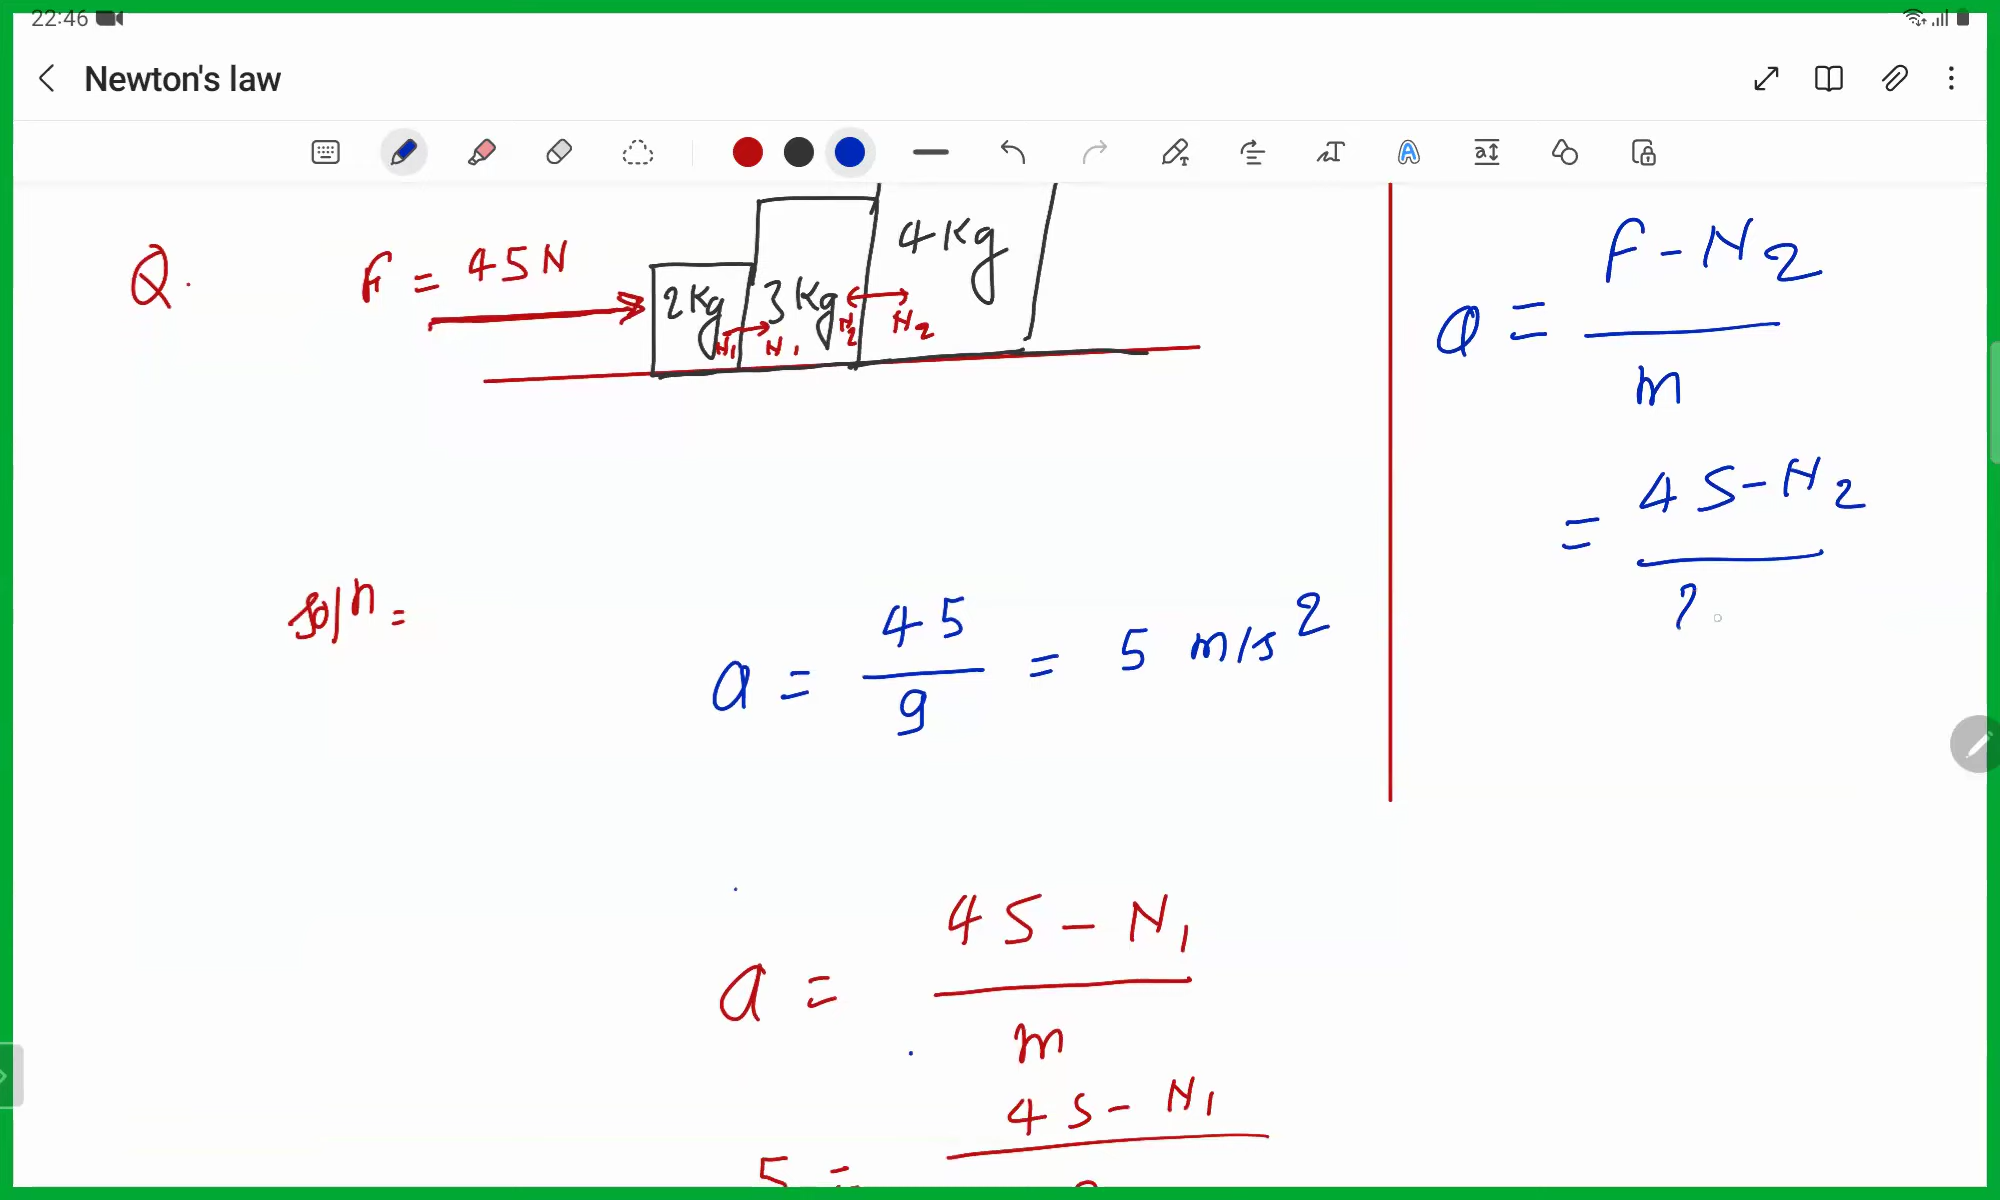 22:46
Newton's law
Q. F = 45 N
2Kg 3Kg 4Kg
N1 N1 N2 N2
a = F - N2 / m
= 45 - N2 / 2
soln =
a = 45 / 9 = 5 m/s2
a = 45 - N1 / m
5 = 45 - N1